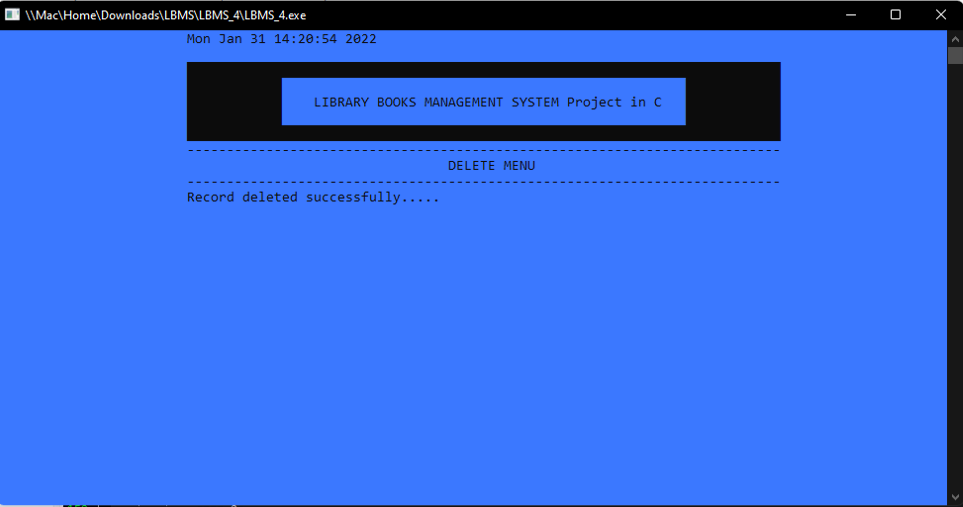 \\Mac\Home\Downloads\LBMS\LBMS_4\LBMS_4.exe
Mon Jan 31 14:20:54 2022
LIBRARY BOOKS MANAGEMENT SYSTEM Project in C
---------------------------------------------------------------------------
DELETE MENU
---------------------------------------------------------------------------
Record deleted successfully.....